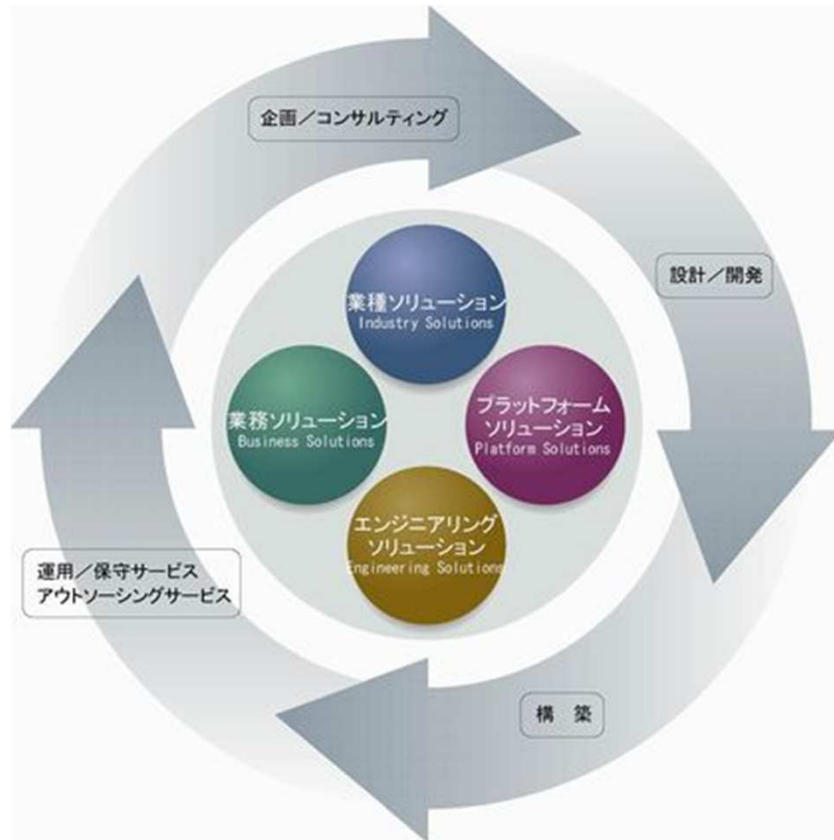 企画／コンサルティング
設計／開発
業種ソリューション
Industry Solutions
業務ソリューション
Business Solutions
プラットフォーム
ソリューション
Platform Solutions
エンジニアリング
ソリューション
Engineering Solutions
運用／保守サービス
アウトソーシングサービス
構　築